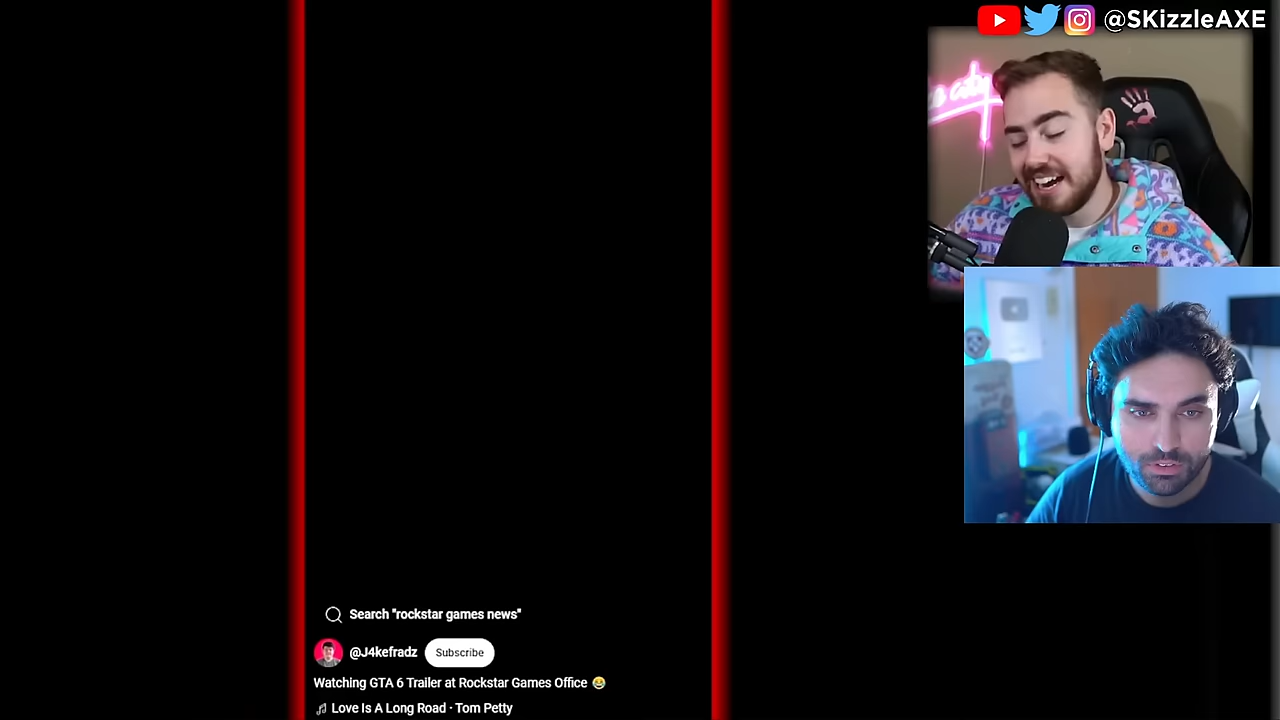 @SKizzleAXE
Search "rockstar games news"
@J4kefradz
Subscribe
Watching GTA 6 Trailer at Rockstar Games Office 😂
Love Is A Long Road · Tom Petty